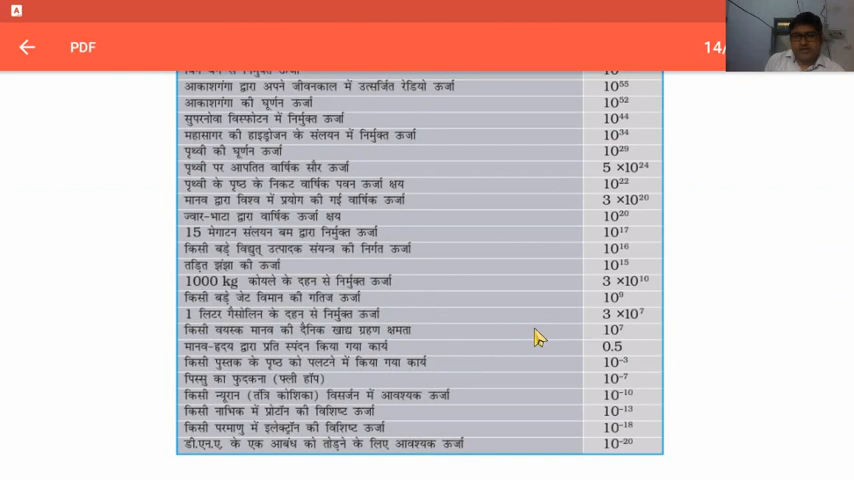 A
PDF
14/
आकाशगंगा द्वारा अपने जीवनकाल में उत्सर्जित रेडियो ऊर्जा 10⁵⁵
आकाशगंगा की घूर्णन ऊर्जा 10⁵²
सुपरनोवा विस्फोटन में निर्मुक्त ऊर्जा 10⁴⁴
महासागर की हाइड्रोजन के संलयन में निर्मुक्त ऊर्जा 10³⁴
पृथ्वी की घूर्णन ऊर्जा 10²⁹
पृथ्वी पर आपतित वार्षिक सौर ऊर्जा 5 ×10²⁴
पृथ्वी के पृष्ठ के निकट वार्षिक पवन ऊर्जा क्षय 10²²
मानव द्वारा विश्व में प्रयोग की गई वार्षिक ऊर्जा 3 ×10²⁰
ज्वार-भाटा द्वारा वार्षिक ऊर्जा क्षय 10²⁰
15 मेगाटन संलयन बम द्वारा निर्मुक्त ऊर्जा 10¹⁷
किसी बड़े विद्युत् उत्पादक संयन्त्र की निर्गत ऊर्जा 10¹⁶
तड़ित झंझा की ऊर्जा 10¹⁵
1000 kg कोयले के दहन से निर्मुक्त ऊर्जा 3 ×10¹⁰
किसी बड़े जेट विमान की गतिज ऊर्जा 10⁹
1 लिटर गैसोलिन के दहन से निर्मुक्त ऊर्जा 3 ×10⁷
किसी वयस्क मानव की दैनिक खाद्य ग्रहण क्षमता 10⁷
मानव-हृदय द्वारा प्रति स्पंदन किया गया कार्य 0.5
किसी पुस्तक के पृष्ठ को पलटने में किया गया कार्य 10⁻³
पिस्सु का फुदकना (फ्ली हॉप) 10⁻⁷
किसी न्यूरान (तंत्रि कोशिका) विसर्जन में आवश्यक ऊर्जा 10⁻¹⁰
किसी नाभिक में प्रोटॉन की विशिष्ट ऊर्जा 10⁻¹³
किसी परमाणु में इलेक्ट्रॉन की विशिष्ट ऊर्जा 10⁻¹⁸
डी.एन.ए. के एक आबंध को तोड़ने के लिए आवश्यक ऊर्जा 10⁻²⁰